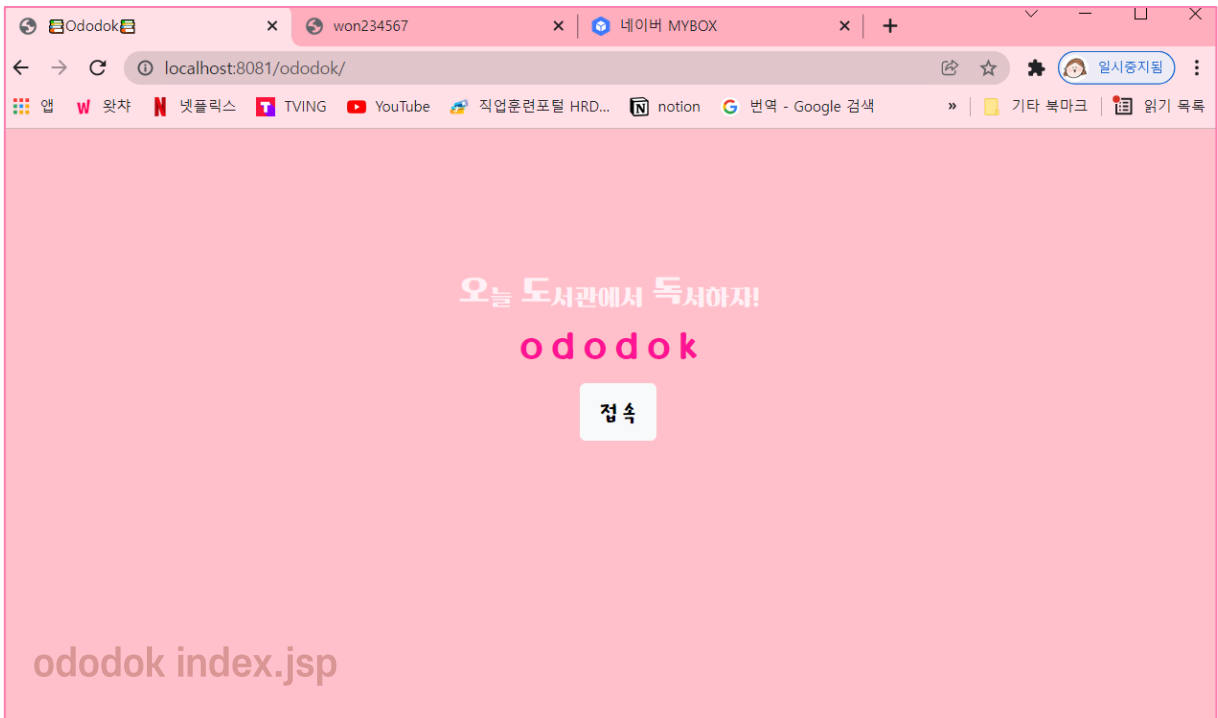 Ododok won234567 네이버 MYBOX
localhost:8081/ododok/ 일시중지됨
앱 왓챠 넷플릭스 TVING YouTube 직업훈련포털 HRD... notion 번역 - Google 검색 » 기타 북마크 읽기 목록
오늘 도서관에서 독서하자!
ododok
접속
ododok index.jsp